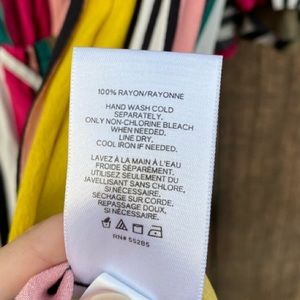 100% RAYON/RAYONNE
HAND WASH COLD
SEPARATELY.
ONLY NON-CHLORINE BLEACH
WHEN NEEDED.
LINE DRY,
COOL IRON IF NEEDED.
LAVEZ À LA MAIN À L'EAU
FROIDE SÉPARÉMENT.
UTILISEZ SEULEMENT DU
JAVELLISANT SANS CHLORE,
SI NÉCESSAIRE.
SÉCHAGE SUR CORDE.
REPASSAGE DOUX,
SI NÉCESSAIRE.
RN# 55285